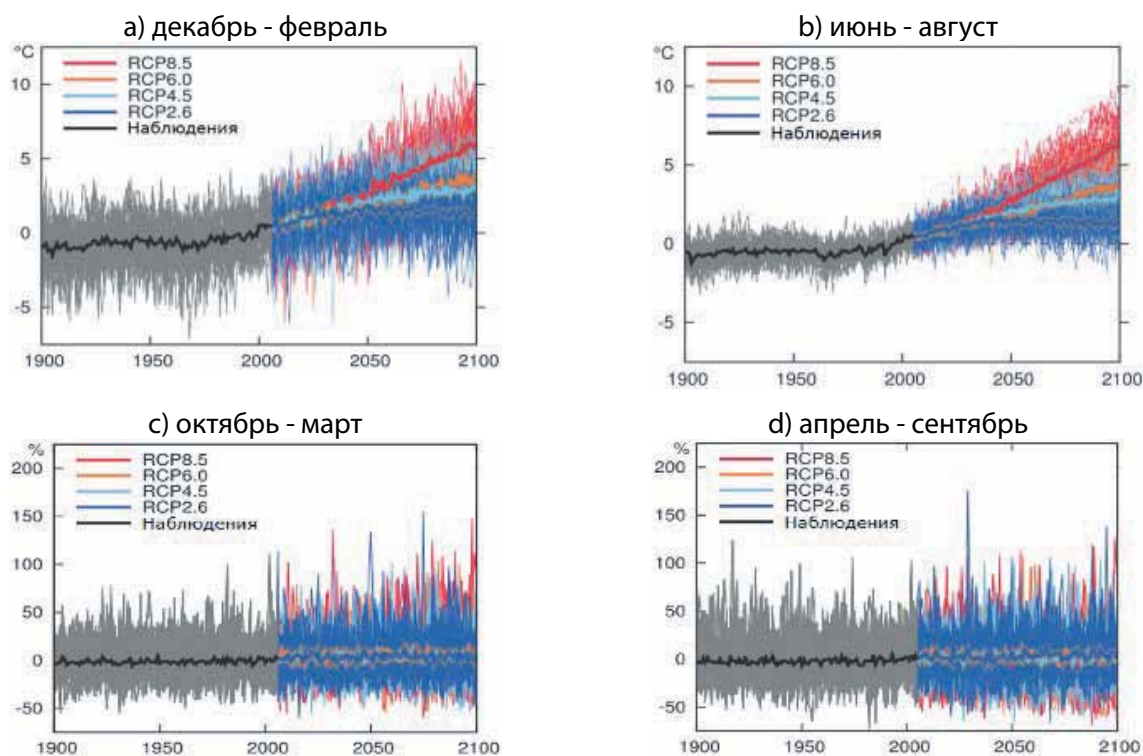 a) декабрь - февраль
°C
RCP8.5
RCP6.0
RCP4.5
RCP2.6
Наблюдения
10
5
0
-5
1900 1950 2000 2050 2100
b) июнь - август
°C
RCP8.5
RCP6.0
RCP4.5
RCP2.6
Наблюдения
10
5
0
-5
1900 1950 2000 2050 2100
c) октябрь - март
%
RCP8.5
RCP6.0
RCP4.5
RCP2.6
Наблюдения
200
150
100
50
0
-50
1900 1950 2000 2050 2100
d) апрель - сентябрь
%
RCP8.5
RCP6.0
RCP4.5
RCP2.6
Наблюдения
200
150
100
50
0
-50
1900 1950 2000 2050 2100